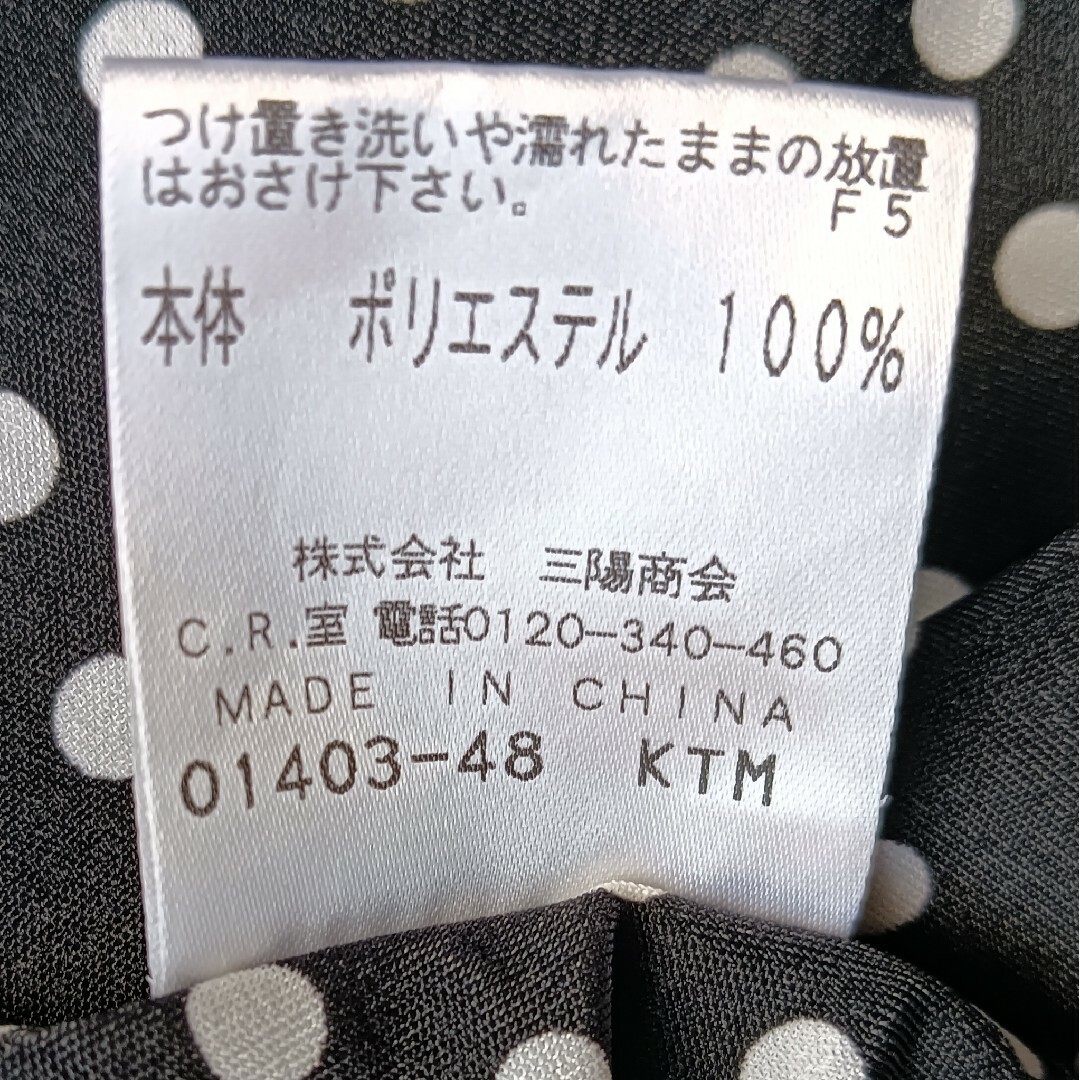 つけ置き洗いや濡れたままの放置
はおさけ下さい。
F5
本体 ポリエステル 100%
株式会社 三陽商会
C.R.室 電話0120-340-460
MADE IN CHINA
01403-48 KTM